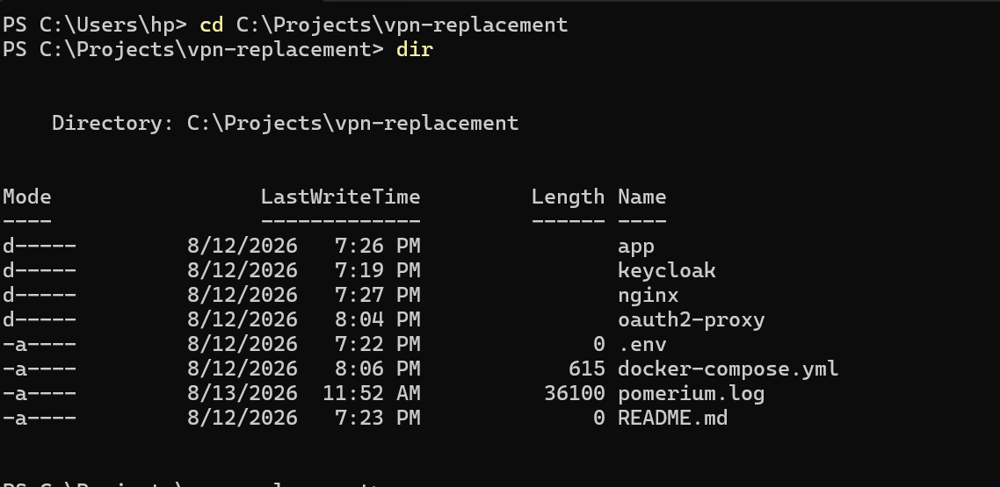 PS C:\Users\hp> cd C:\Projects\vpn-replacement
PS C:\Projects\vpn-replacement> dir
Directory: C:\Projects\vpn-replacement
Mode LastWriteTime Length Name
---- ------------- ------ ----
d----- 8/12/2026 7:26 PM app
d----- 8/12/2026 7:19 PM keycloak
d----- 8/12/2026 7:27 PM nginx
d----- 8/12/2026 8:04 PM oauth2-proxy
-a---- 8/12/2026 7:22 PM 0 .env
-a---- 8/12/2026 8:06 PM 615 docker-compose.yml
-a---- 8/13/2026 11:52 AM 36100 pomerium.log
-a---- 8/12/2026 7:23 PM 0 README.md